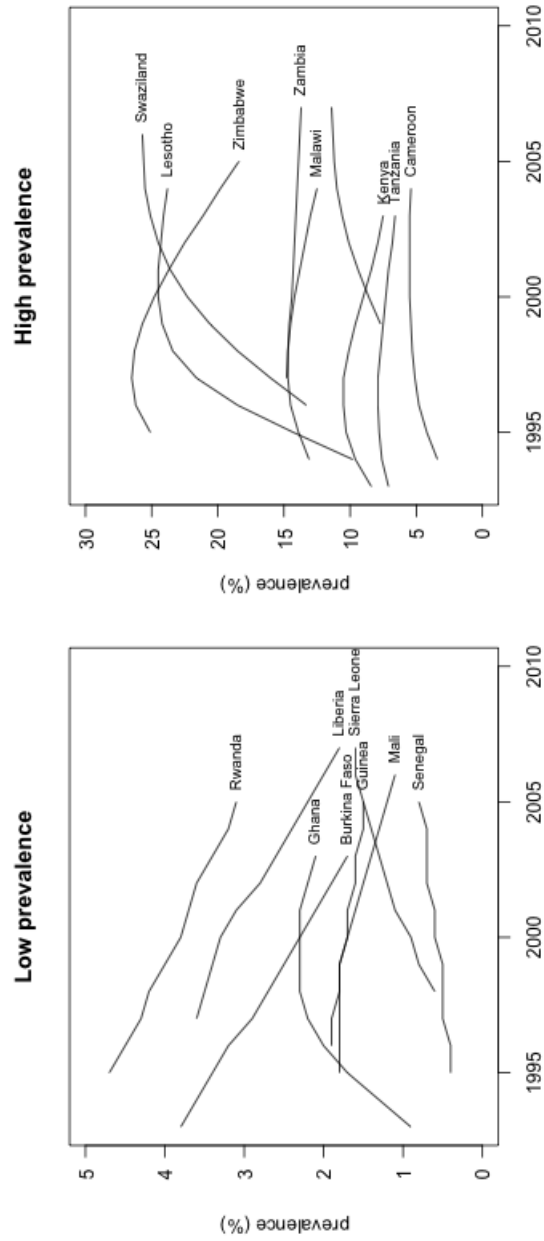 Low prevalence
prevalence (%)
0
1
2
3
4
5
1995
2000
2005
2010
Rwanda
Liberia
Sierra Leone
Ghana
Burkina Faso
Guinea
Mali
Senegal
High prevalence
prevalence (%)
0
5
10
15
20
25
30
1995
2000
2005
2010
Swaziland
Lesotho
Zimbabwe
Zambia
Malawi
Kenya
Tanzania
Cameroon